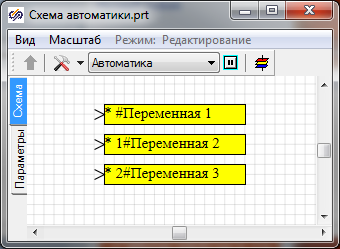 Схема автоматики.prt
Вид Масштаб Режим: Редактирование
Автоматика
Схема
Параметры
>* #Переменная 1
>* 1#Переменная 2
>* 2#Переменная 3